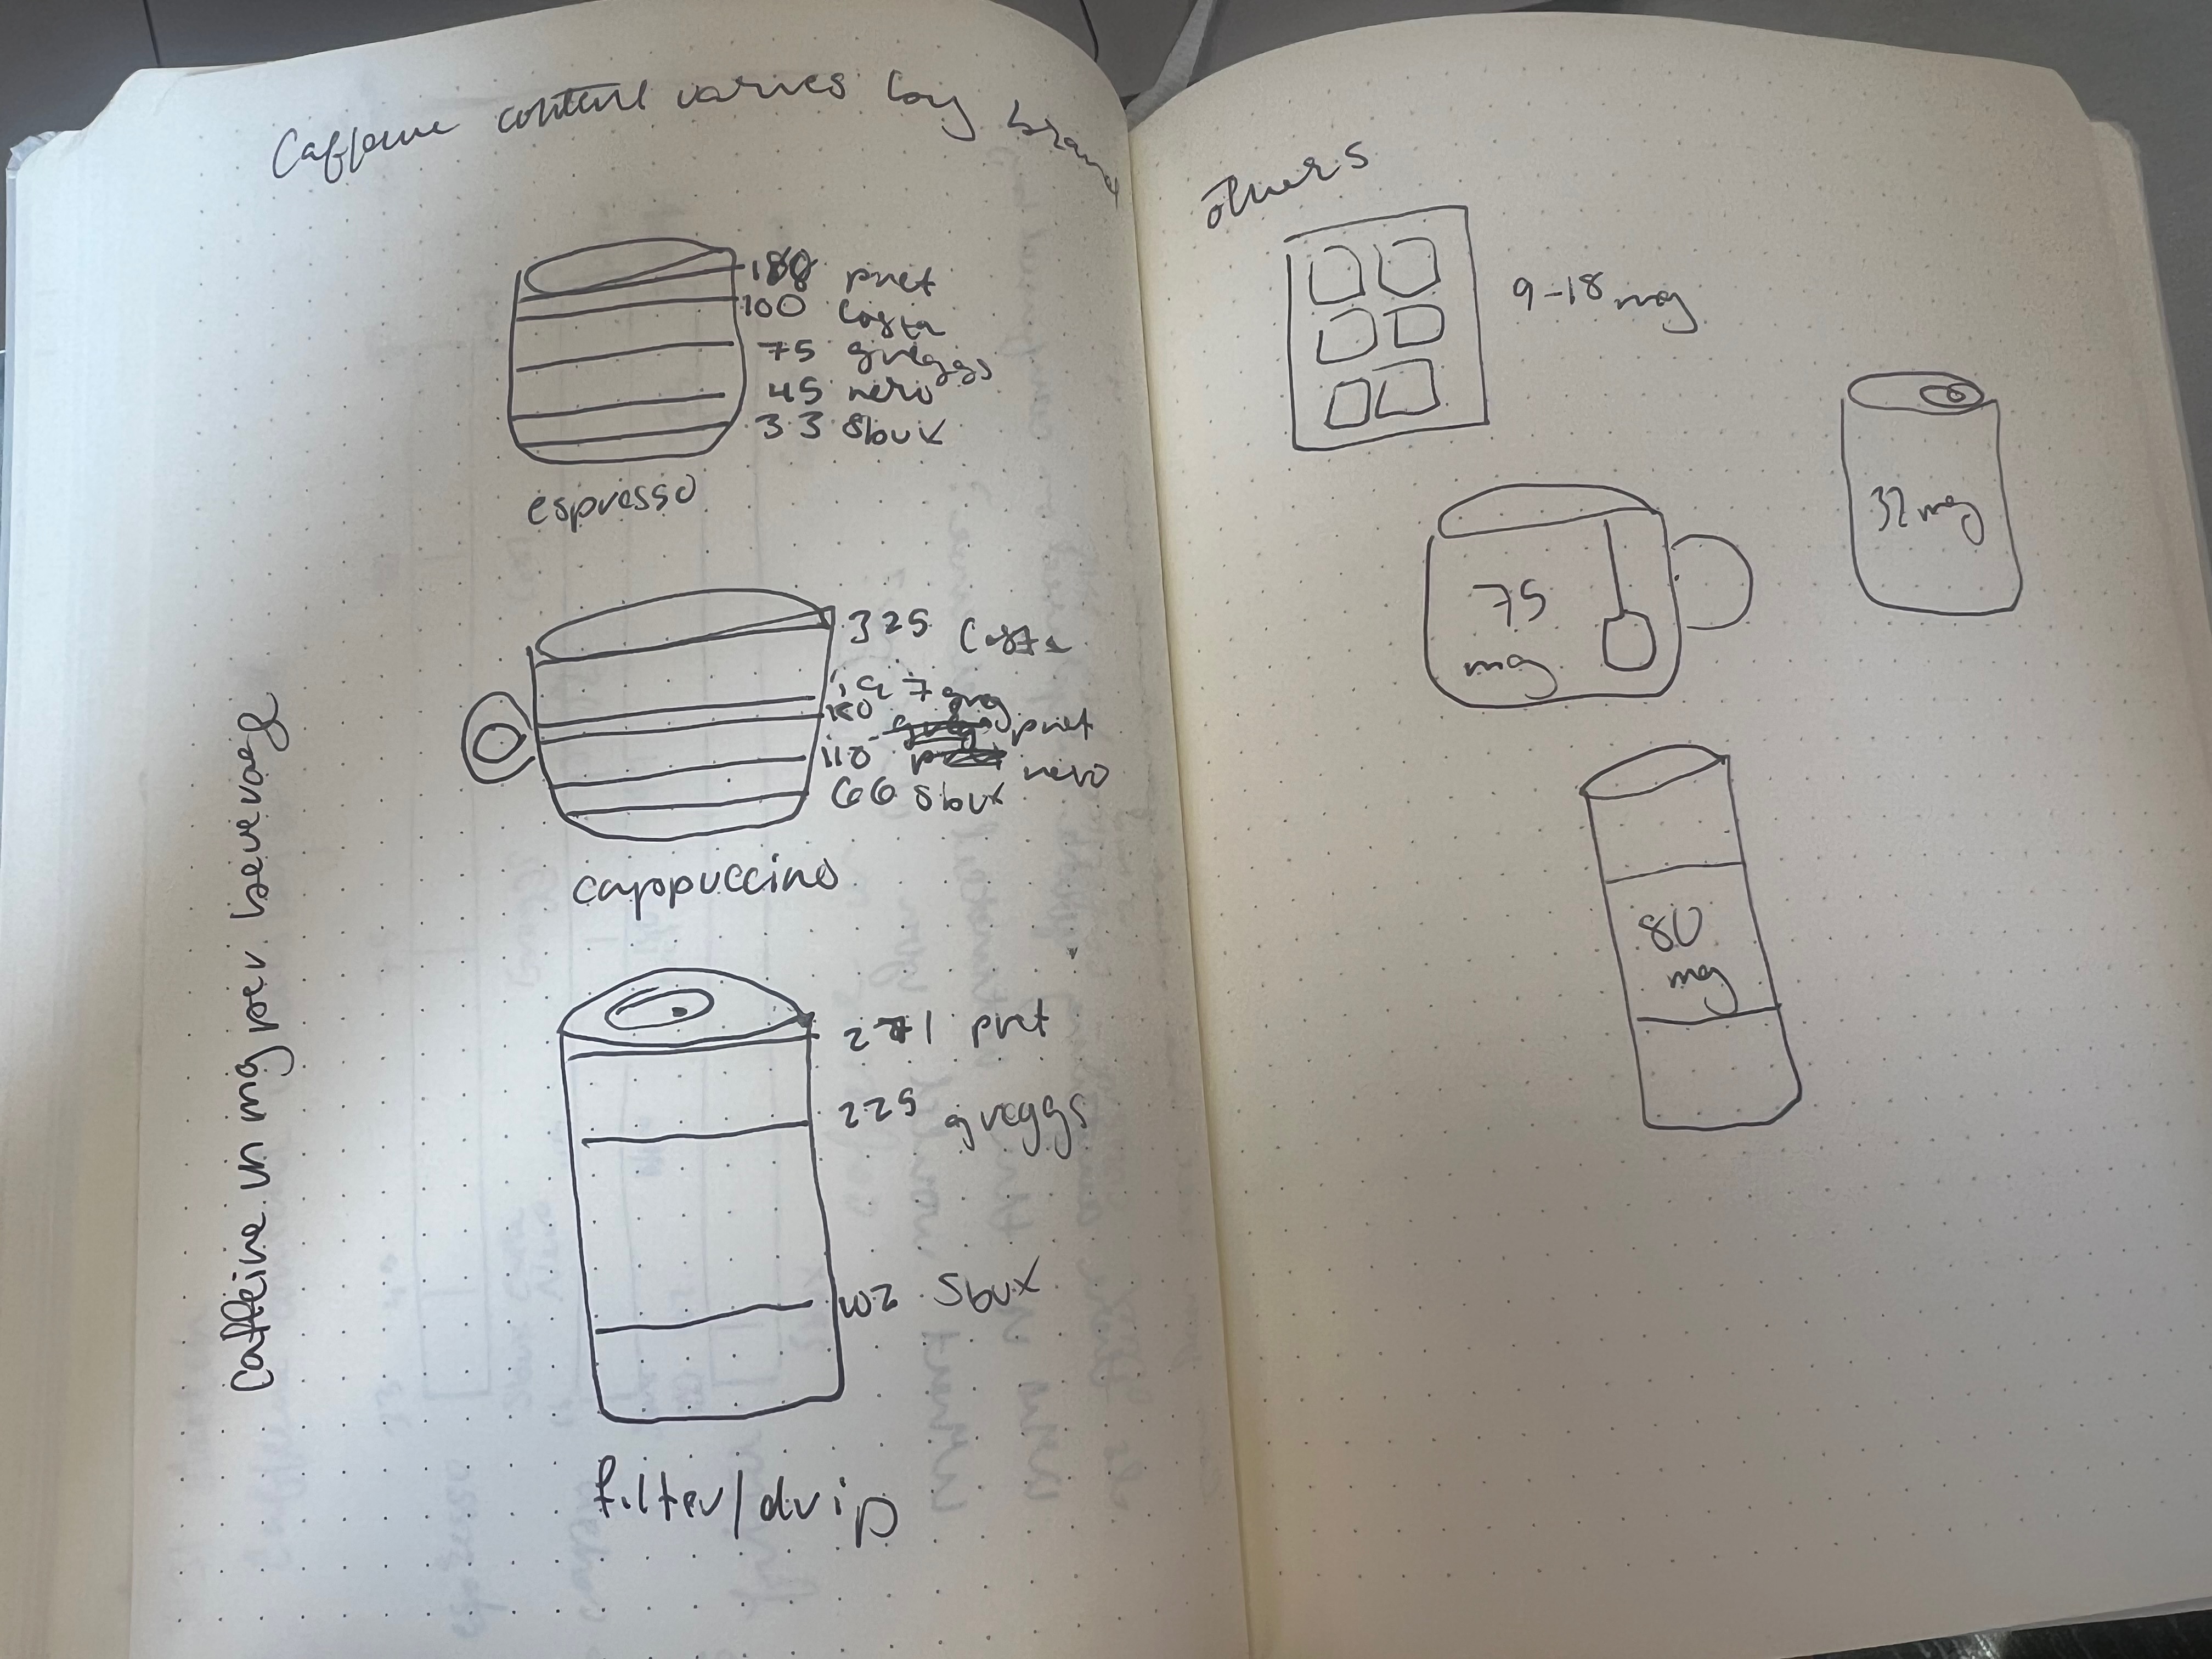 Caffeine content varies by brand
180 pret
100 Costa
75 greggs
45 nero
33 Sbux
espresso
325 Costa
197 greg
180 pret
110 nero
66 Sbux
cappuccino
271 pret
225 greggs
102 Sbux
filter/drip
Caffeine in mg per beverage
others
9-18 mg
32 mg
75
mg
80
mg